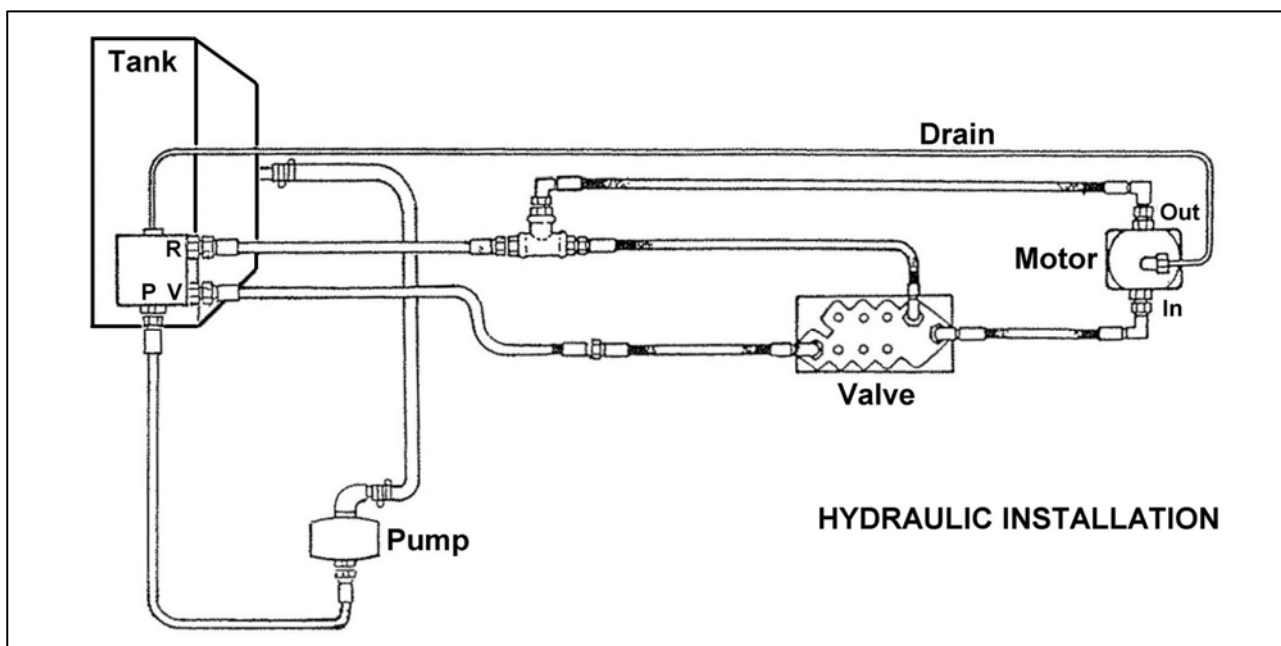 Tank
Drain
Out
R
Motor
P V
In
Valve
HYDRAULIC INSTALLATION
Pump